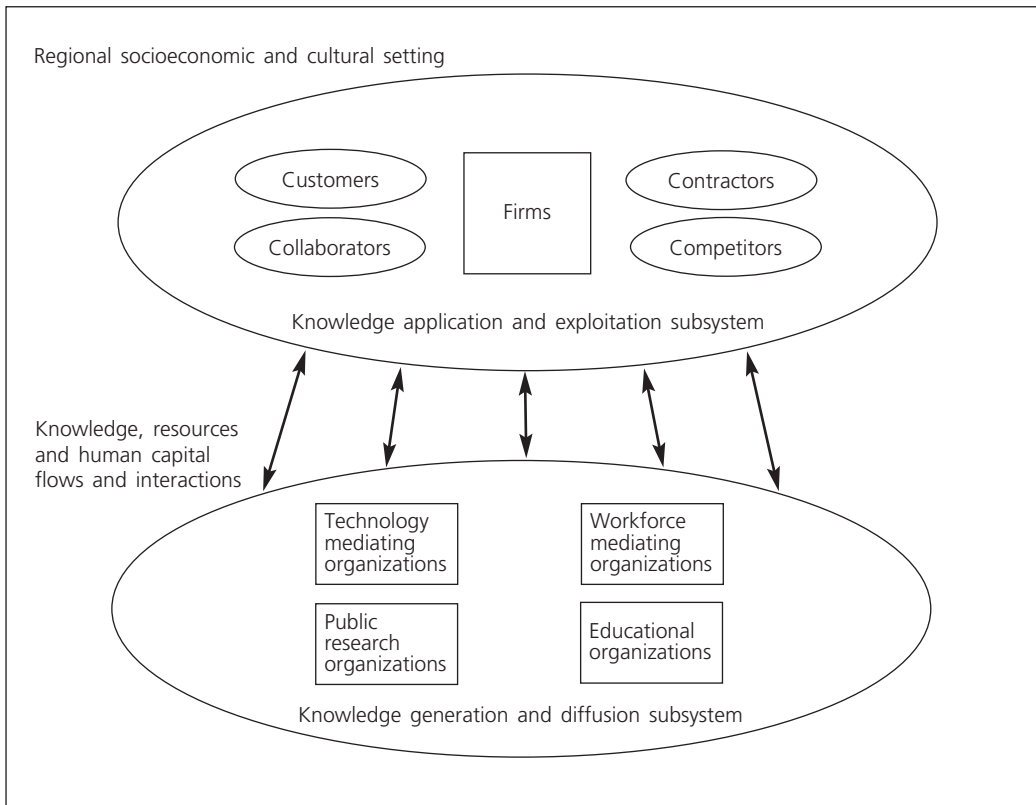 Regional socioeconomic and cultural setting
Customers
Firms
Contractors
Collaborators
Competitors
Knowledge application and exploitation subsystem
Knowledge, resources
and human capital
flows and interactions
Technology
mediating
organizations
Workforce
mediating
organizations
Public
research
organizations
Educational
organizations
Knowledge generation and diffusion subsystem